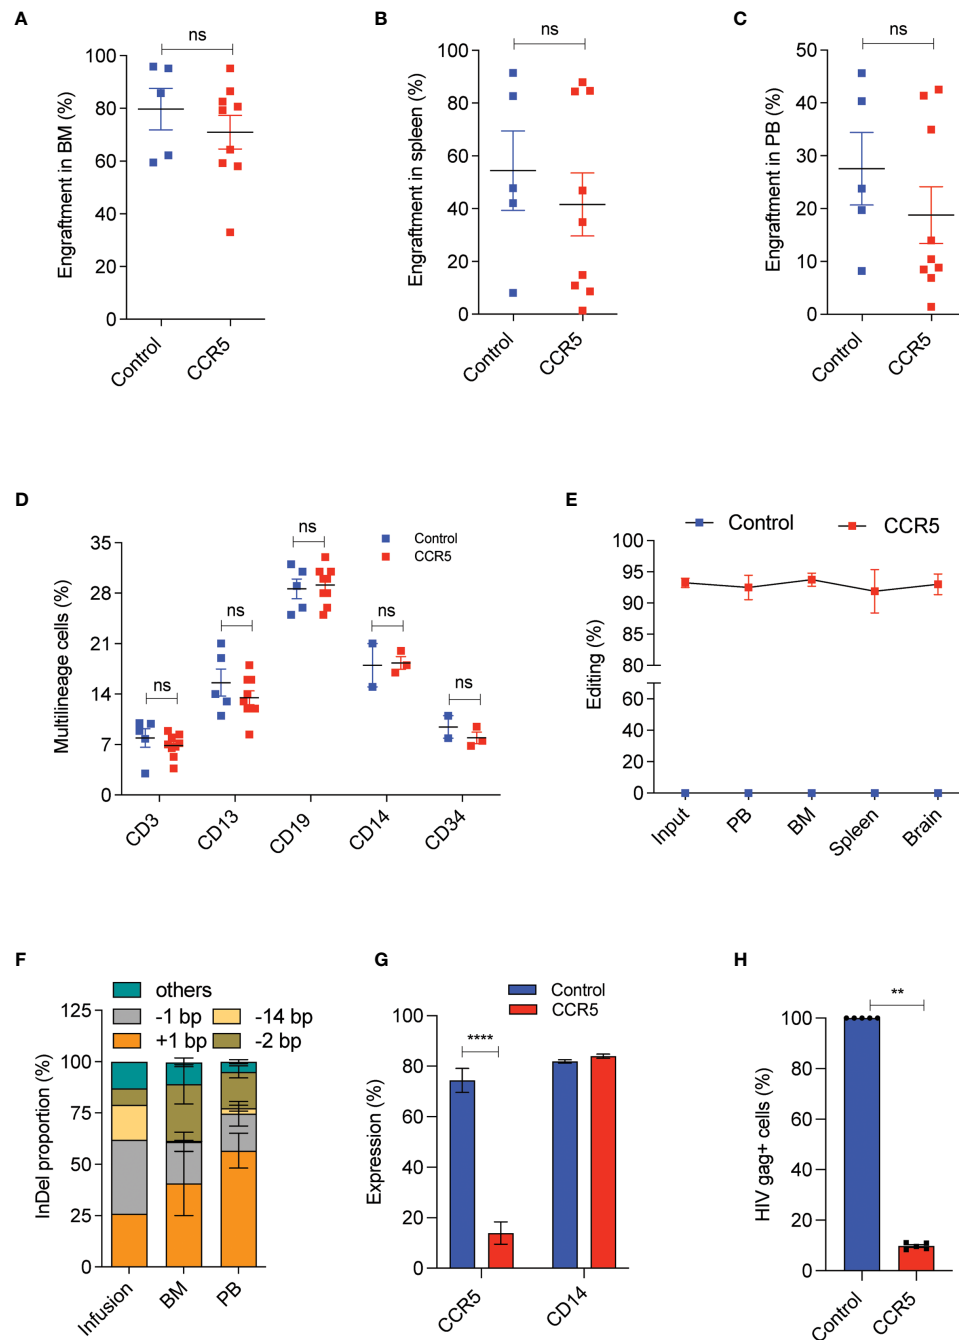 A
ns
Engraftment in BM (%)
100
80
60
40
20
0
Control
CCR5
B
ns
Engraftment in spleen (%)
100
80
60
40
20
0
Control
CCR5
C
ns
Engraftment in PB (%)
50
40
30
20
10
0
Control
CCR5
D
Multilineage cells (%)
35
28
21
14
7
0
ns
ns
ns
ns
ns
Control
CCR5
CD3
CD13
CD19
CD14
CD34
E
Control
CCR5
Editing (%)
100
95
90
85
80
80
60
40
20
0
Input
PB
BM
Spleen
Brain
F
others
-1 bp
-14 bp
+1 bp
-2 bp
InDel proportion (%)
125
100
75
50
25
0
Infusion
BM
PB
G
Control
CCR5
Expression (%)
100
80
60
40
20
0
****
CCR5
CD14
H
**
HIV gag+ cells (%)
100
80
60
40
20
0
Control
CCR5